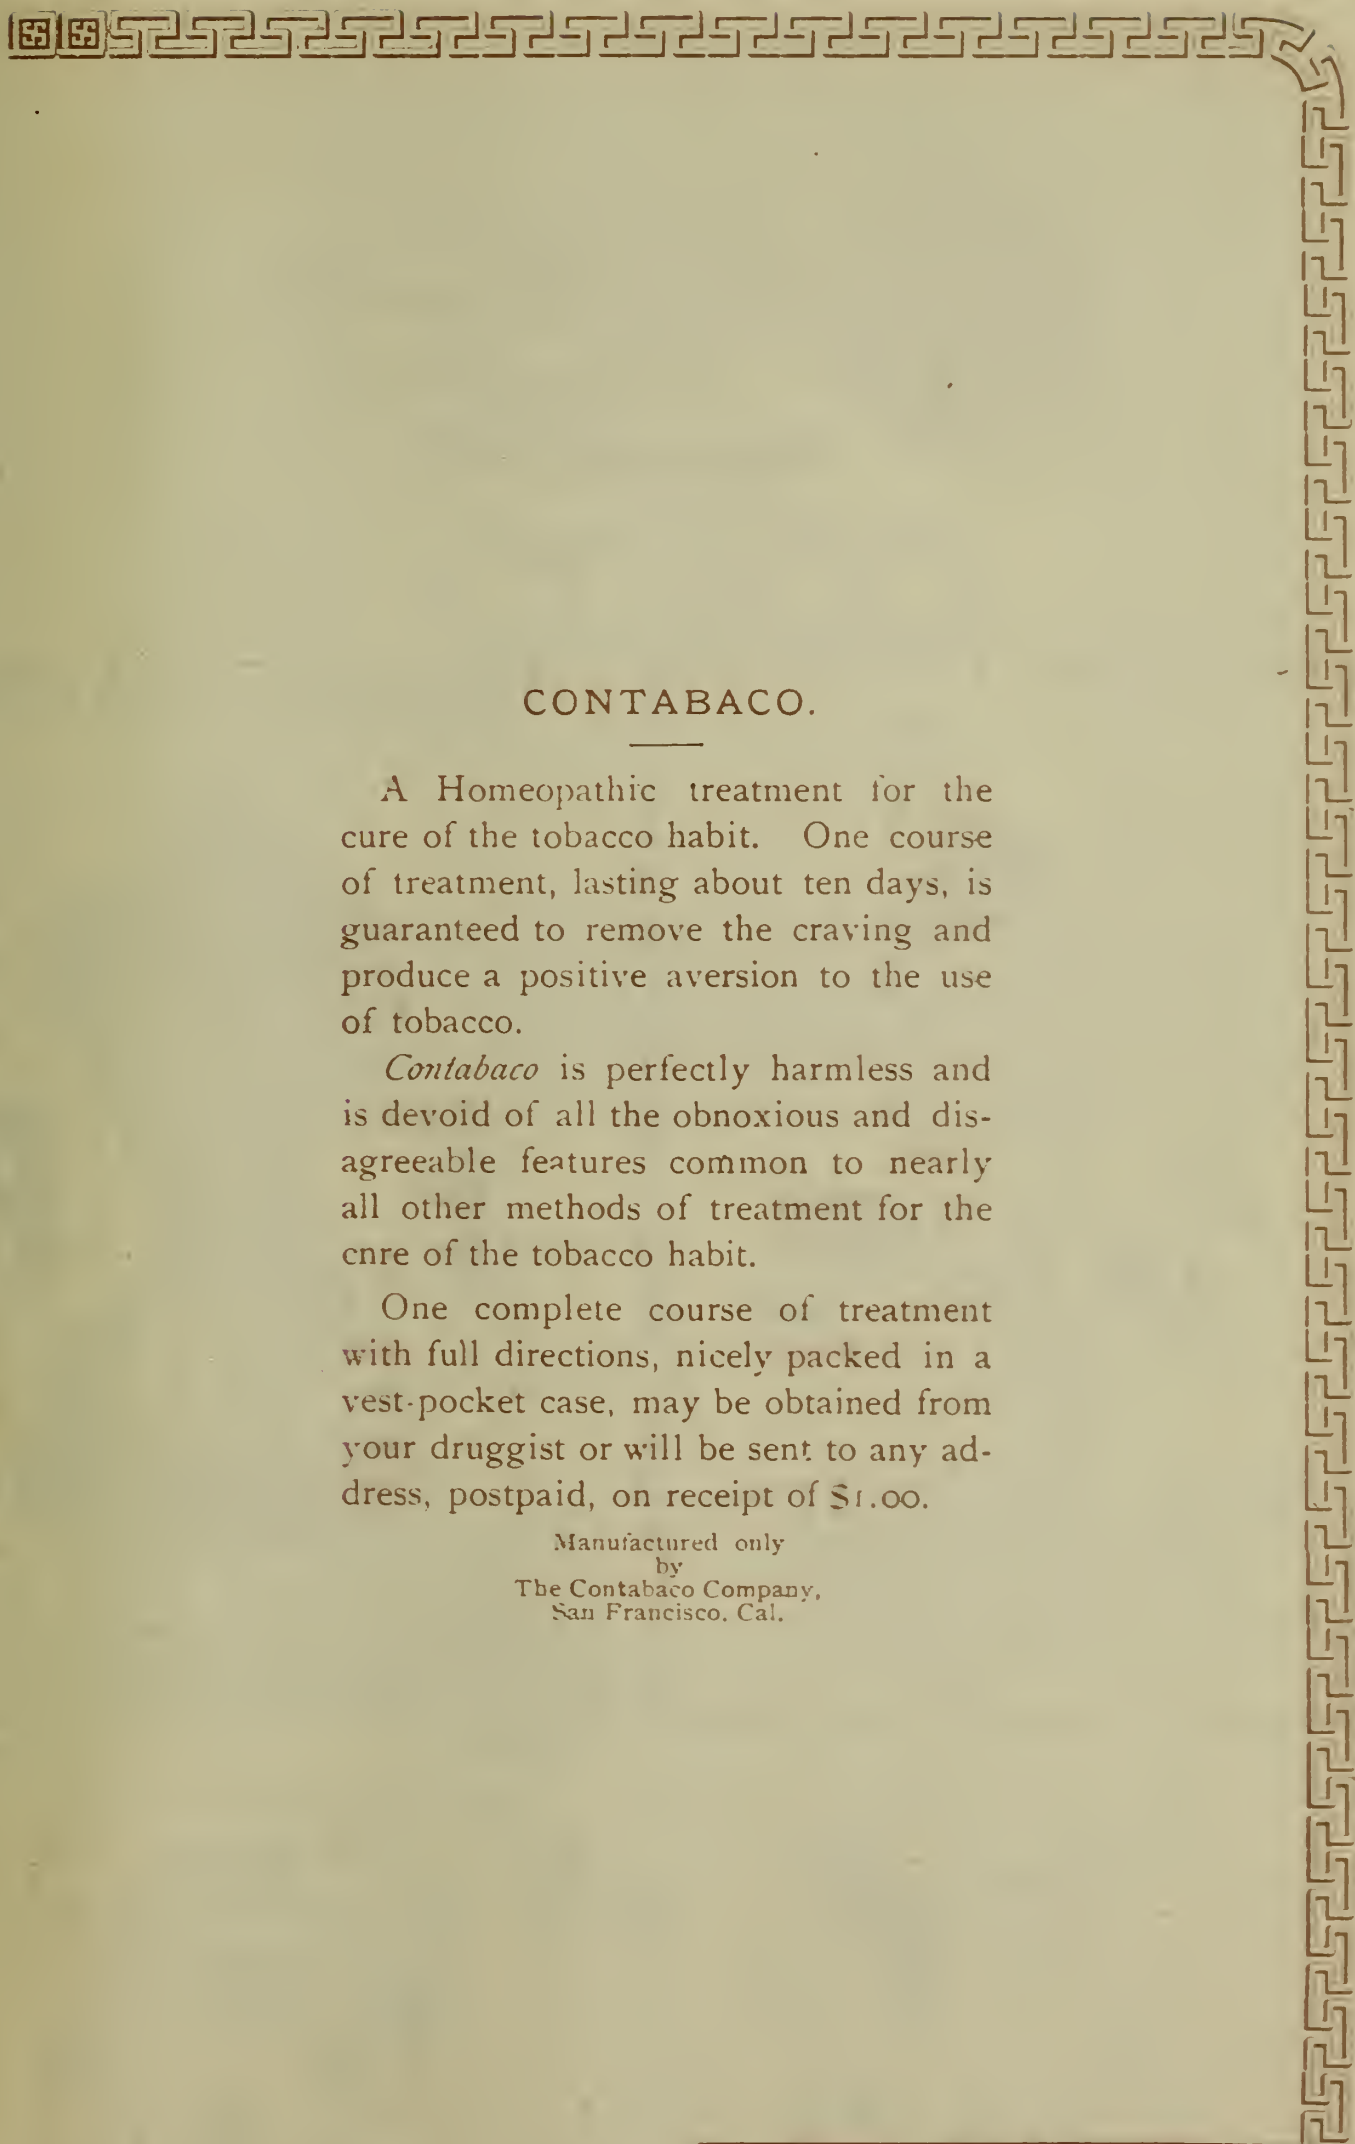 CONTABACO.
A Homeopathic treatment for the
cure of the tobacco habit. One course
of treatment, lasting about ten days, is
guaranteed to remove the craving and
produce a positive aversion to the use
of tobacco.
Contabaco is perfectly harmless and
is devoid of all the obnoxious and dis-
agreeable features common to nearly
all other methods of treatment for the
cnre of the tobacco habit.
One complete course of treatment
with full directions, nicely packed in a
vest-pocket case, may be obtained from
your druggist or will be sent to any ad-
dress, postpaid, on receipt of $1.00.
Manufactured only
by
The Contabaco Company,
San Francisco, Cal.